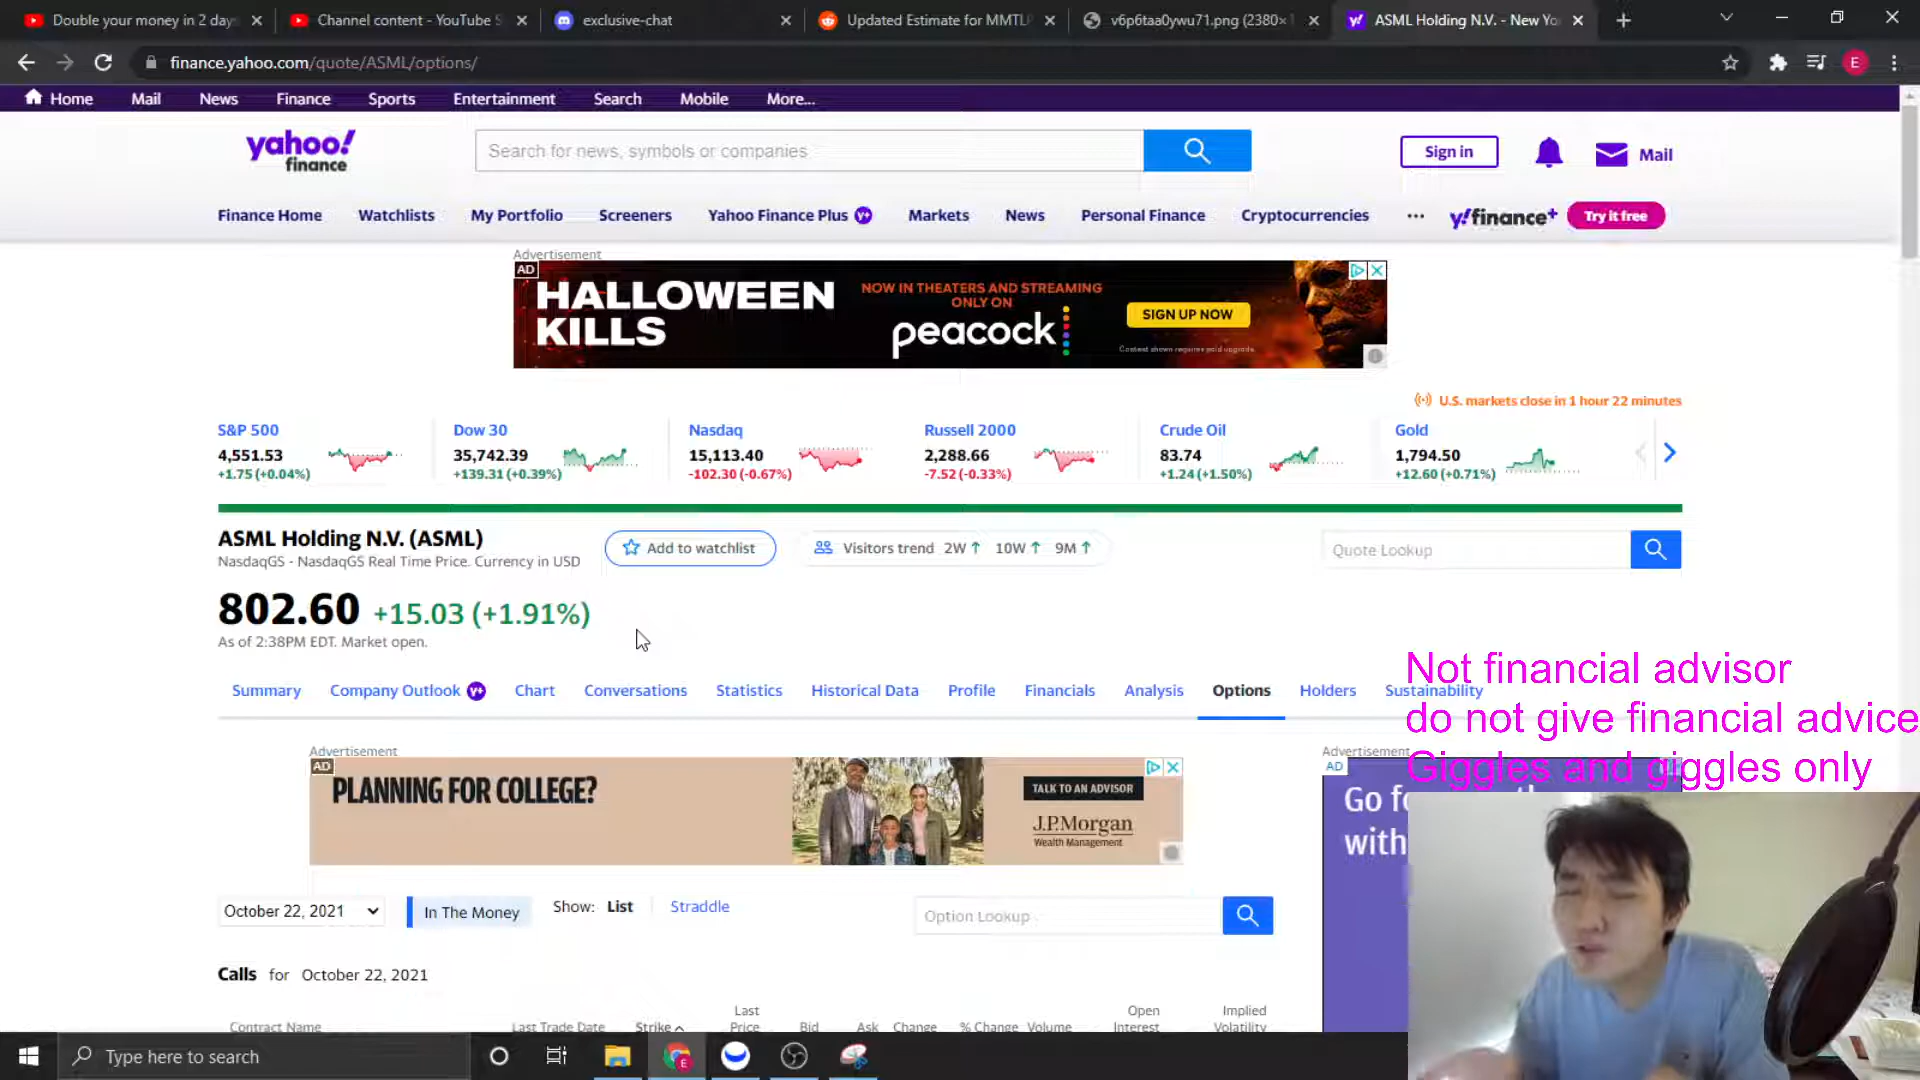 Double your money in 2 day
Channel content - YouTube S
exclusive-chat
Updated Estimate for MMTLP
v6p6taa0ywu71.png (2380×1
ASML Holding N.V. - New Yo
finance.yahoo.com/quote/ASML/options/
E
Home Mail News Finance Sports Entertainment Search Mobile More...
yahoo!
finance
Search for news, symbols or companies
Sign in
Mail
Finance Home Watchlists My Portfolio Screeners Yahoo Finance Plus Y+ Markets News Personal Finance Cryptocurrencies ... y!finance+ Try it free
Advertisement
AD
HALLOWEEN
KILLS
NOW IN THEATERS AND STREAMING
ONLY ON
peacock
SIGN UP NOW
Content shown requires paid upgrade.
U.S. markets close in 1 hour 22 minutes
S&P 500
4,551.53
+1.75 (+0.04%)
Dow 30
35,742.39
+139.31 (+0.39%)
Nasdaq
15,113.40
-102.30 (-0.67%)
Russell 2000
2,288.66
-7.52 (-0.33%)
Crude Oil
83.74
+1.24 (+1.50%)
Gold
1,794.50
+12.60 (+0.71%)
ASML Holding N.V. (ASML)
NasdaqGS - NasdaqGS Real Time Price. Currency in USD
Add to watchlist
Visitors trend 2W↑ 10W↑ 9M↑
Quote Lookup
802.60 +15.03 (+1.91%)
As of 2:38PM EDT. Market open.
Summary Company Outlook Y+ Chart Conversations Statistics Historical Data Profile Financials Analysis Options Holders Sustainability
Not financial advisor
do not give financial advice
Giggles and giggles only
Advertisement
AD
PLANNING FOR COLLEGE?
TALK TO AN ADVISOR
J.P.Morgan
Wealth Management
Advertisement
AD
Go fo
with
October 22, 2021
In The Money
Show: List Straddle
Option Lookup
Calls for October 22, 2021
Contract Name Last Trade Date Strike Last Price Bid Ask Change % Change Volume Open Interest Implied Volatility
Type here to search